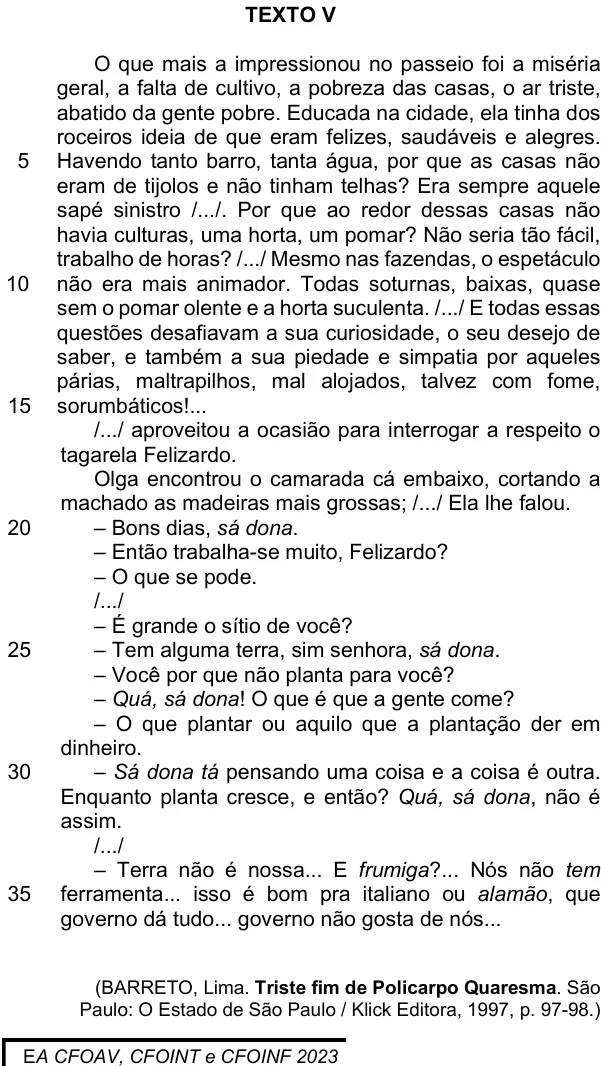 TEXTO V
O que mais a impressionou no passeio foi a miséria
geral, a falta de cultivo, a pobreza das casas, o ar triste,
abatido da gente pobre. Educada na cidade, ela tinha dos
roceiros ideia de que eram felizes, saudáveis e alegres.
5 Havendo tanto barro, tanta água, por que as casas não
eram de tijolos e não tinham telhas? Era sempre aquele
sapé sinistro /.../. Por que ao redor dessas casas não
havia culturas, uma horta, um pomar? Não seria tão fácil,
trabalho de horas? /.../ Mesmo nas fazendas, o espetáculo
10 não era mais animador. Todas soturnas, baixas, quase
sem o pomar olente e a horta suculenta. /.../ E todas essas
questões desafiavam a sua curiosidade, o seu desejo de
saber, e também a sua piedade e simpatia por aqueles
párias, maltrapilhos, mal alojados, talvez com fome,
15 sorumbáticos!...
/.../ aproveitou a ocasião para interrogar a respeito o
tagarela Felizardo.
Olga encontrou o camarada cá embaixo, cortando a
machado as madeiras mais grossas; /.../ Ela lhe falou.
20 – Bons dias, sá dona.
– Então trabalha-se muito, Felizardo?
– O que se pode.
/.../
– É grande o sítio de você?
25 – Tem alguma terra, sim senhora, sá dona.
– Você por que não planta para você?
– Quá, sá dona! O que é que a gente come?
– O que plantar ou aquilo que a plantação der em
dinheiro.
30 – Sá dona tá pensando uma coisa e a coisa é outra.
Enquanto planta cresce, e então? Quá, sá dona, não é
assim.
/.../
– Terra não é nossa... E frumiga?... Nós não tem
35 ferramenta... isso é bom pra italiano ou alamão, que
governo dá tudo... governo não gosta de nós...
(BARRETO, Lima. Triste fim de Policarpo Quaresma. São
Paulo: O Estado de São Paulo / Klick Editora, 1997, p. 97-98.)
EA CFOAV, CFOINT e CFOINF 2023